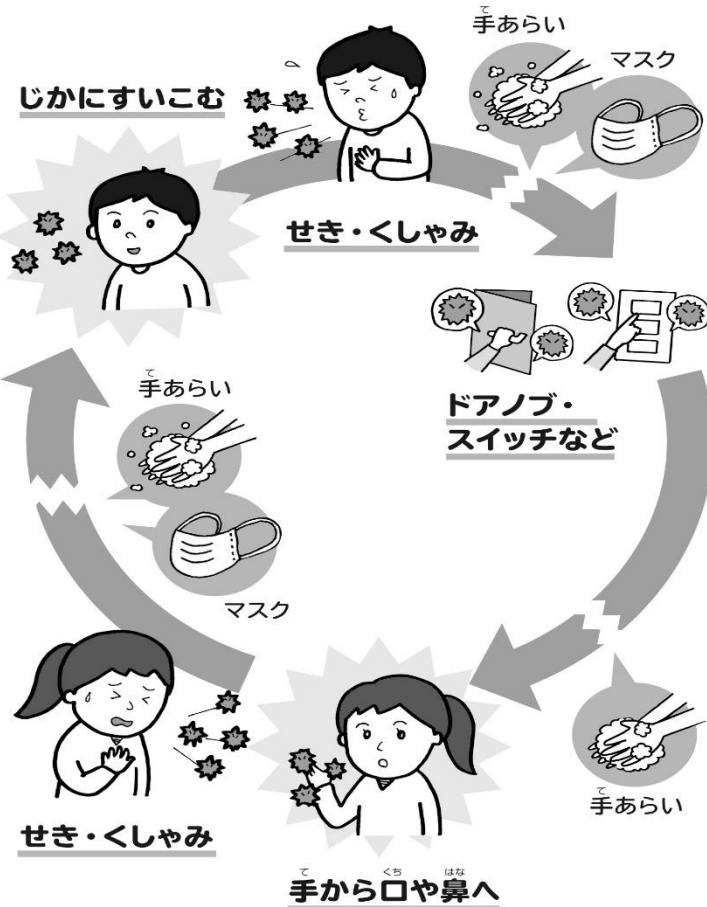 手あらい
マスク
じかにすいこむ
せき・くしゃみ
ドアノブ・
スイッチなど
手あらい
マスク
手あらい
せき・くしゃみ
手から口や鼻へ